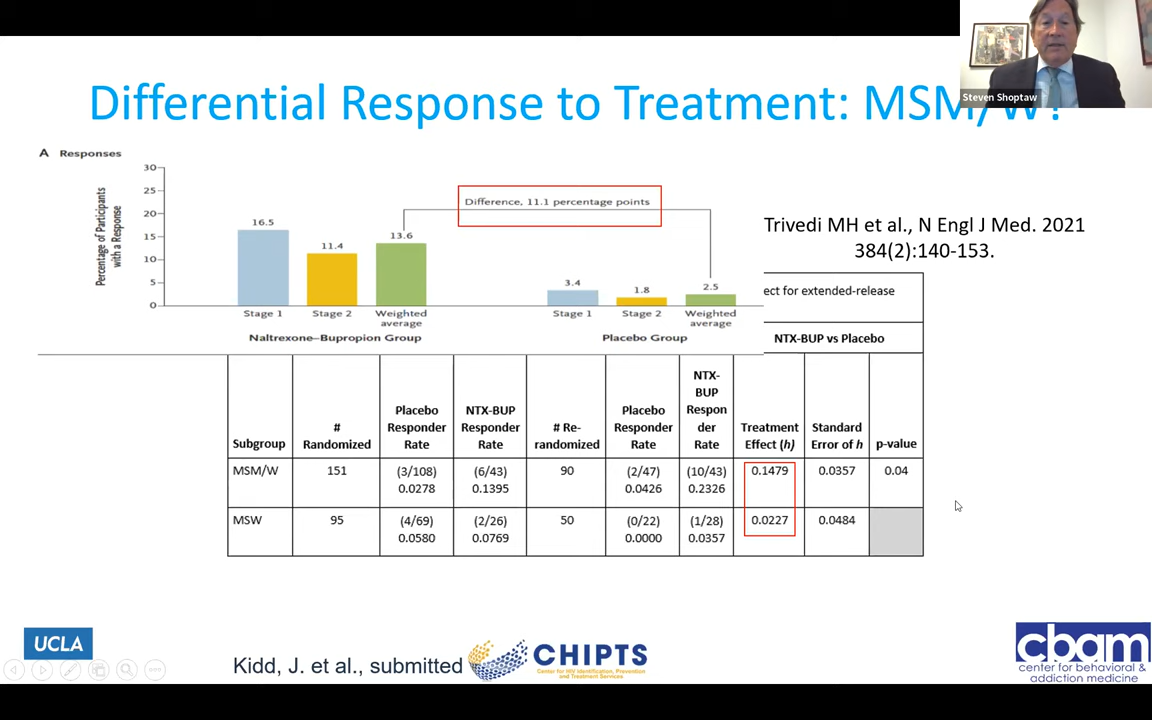 Steven Shoptaw
Differential Response to Treatment: MSM/W?
A Responses
Percentage of Participants
with a Response
30
25
20
15
10
5
0
16.5
11.4
13.6
Difference, 11.1 percentage points
3.4
1.8
2.5
Stage 1
Stage 2
Weighted
average
Stage 1
Stage 2
Weighted
average
Naltrexone–Bupropion Group
Placebo Group
Trivedi MH et al., N Engl J Med. 2021
384(2):140-153.
ect for extended-release
NTX-BUP vs Placebo
Subgroup
#
Randomized
Placebo
Responder
Rate
NTX-BUP
Responder
Rate
# Re-
randomized
Placebo
Responder
Rate
NTX-
BUP
Respon
der
Rate
Treatment
Effect (h)
Standard
Error of h
p-value
MSM/W
151
(3/108)
0.0278
(6/43)
0.1395
90
(2/47)
0.0426
(10/43)
0.2326
0.1479
0.0357
0.04
MSW
95
(4/69)
0.0580
(2/26)
0.0769
50
(0/22)
0.0000
(1/28)
0.0357
0.0227
0.0484
UCLA
Kidd, J. et al., submitted
CHIPTS
Center for HIV Identification, Prevention
and Treatment Services
cbam
center for behavioral &
addiction medicine